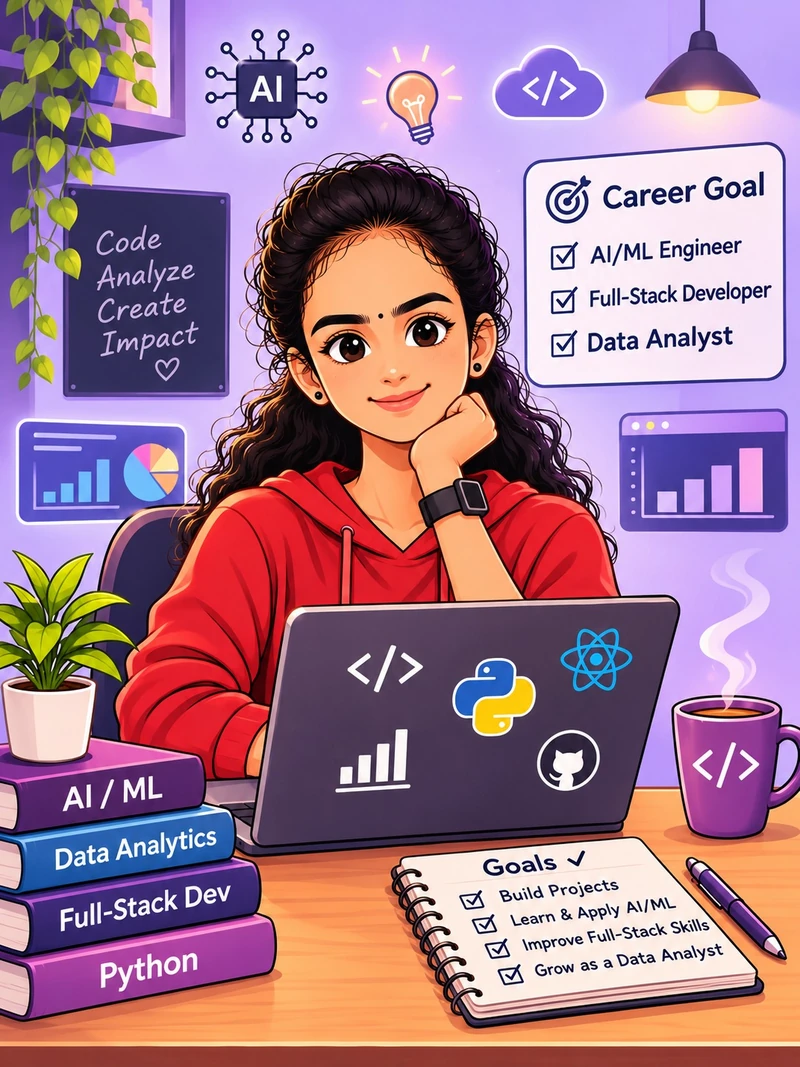 AI
</>
Career Goal
AI/ML Engineer
Full-Stack Developer
Data Analyst
Code
Analyze
Create
Impact
</>
</>
AI / ML
Data Analytics
Full-Stack Dev
Python
Goals ✓
Build Projects
Learn & Apply AI/ML
Improve Full-Stack Skills
Grow as a Data Analyst